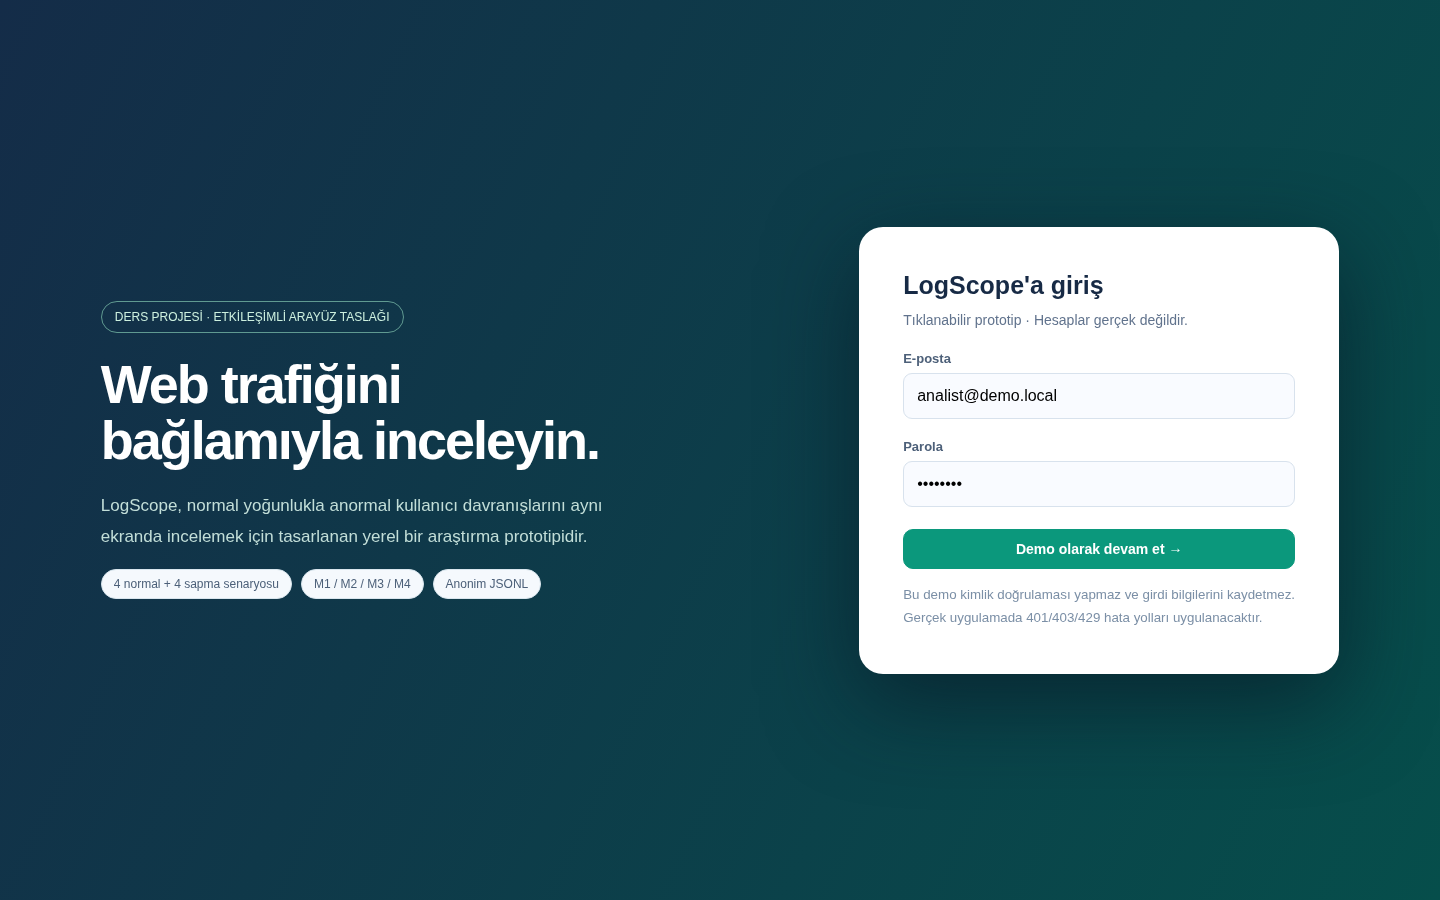 DERS PROJESİ · ETKİLEŞİMLİ ARAYÜZ TASLAĞI
Web trafiğini
bağlamıyla inceleyin.
LogScope, normal yoğunlukla anormal kullanıcı davranışlarını aynı
ekranda incelemek için tasarlanan yerel bir araştırma prototipidir.
4 normal + 4 sapma senaryosu
M1 / M2 / M3 / M4
Anonim JSONL
LogScope'a giriş
Tıklanabilir prototip · Hesaplar gerçek değildir.
E-posta
analist@demo.local
Parola
••••••••
Demo olarak devam et →
Bu demo kimlik doğrulaması yapmaz ve girdi bilgilerini kaydetmez.
Gerçek uygulamada 401/403/429 hata yolları uygulanacaktır.